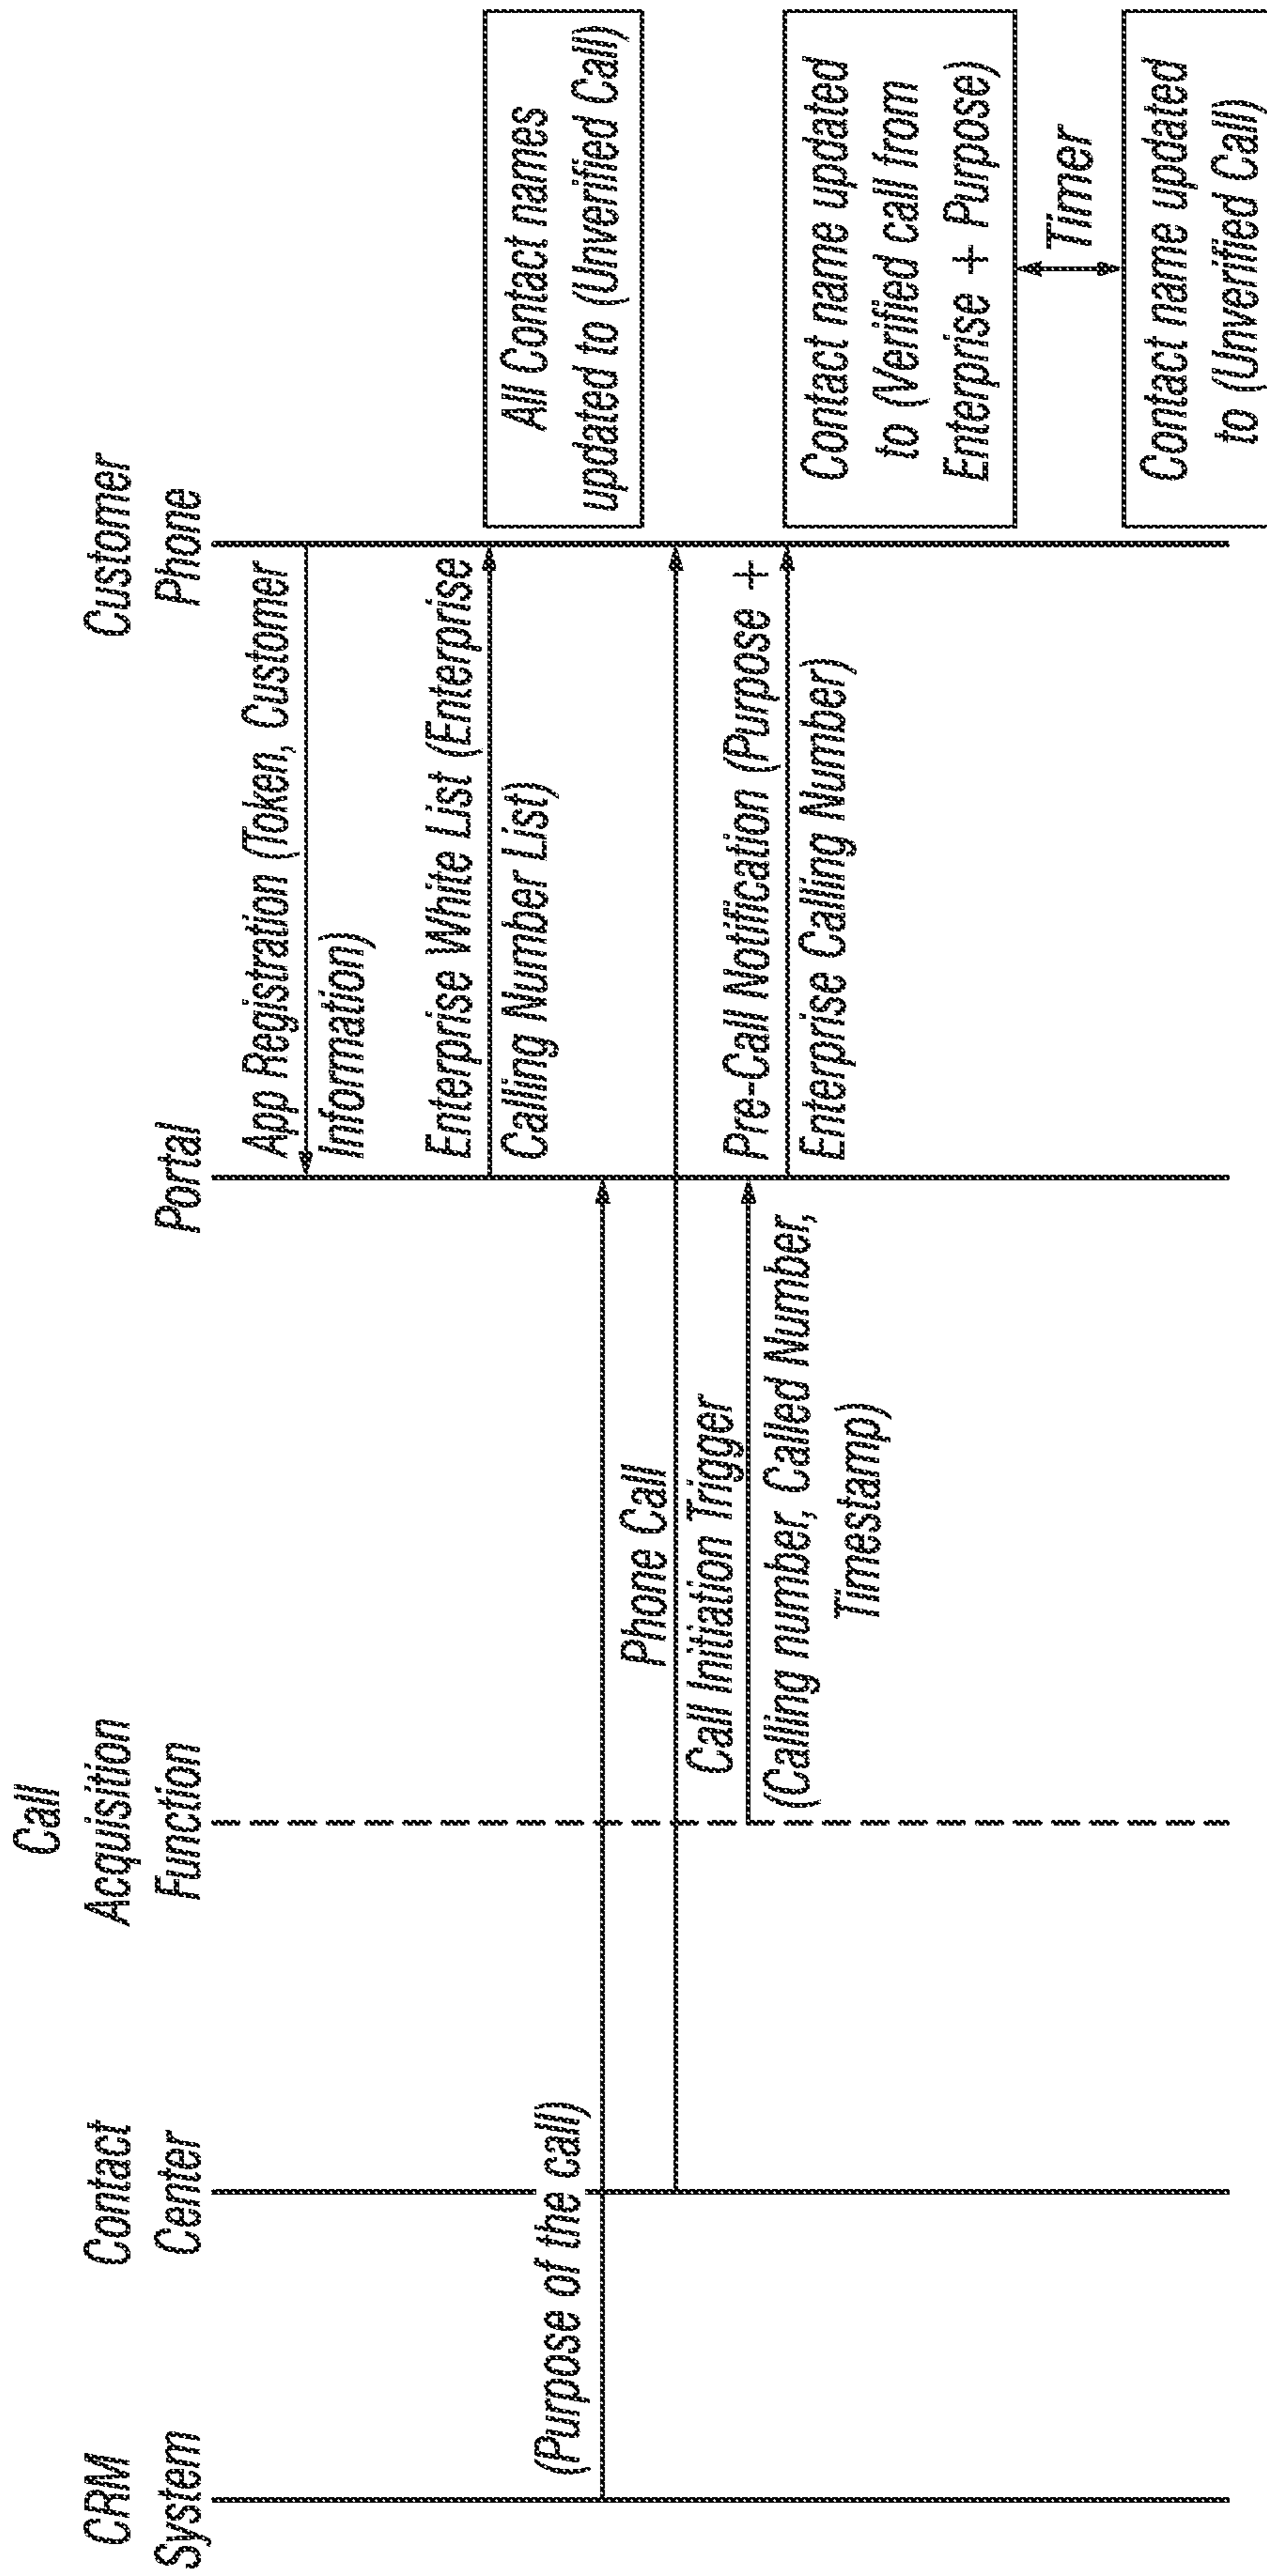 CRM
System
Contact
Center
Call
Acquisition
Function
Portal
Customer
Phone
App Registration (Token, Customer
Information)
Enterprise White List (Enterprise
Calling Number List)
All Contact names
updated to (Unverified Call)
(Purpose of the call)
Phone Call
Call Initiation Trigger
(Calling number, Called Number,
Timestamp)
Pre-Call Notification (Purpose +
Enterprise Calling Number)
Contact name updated
to (Verified call from
Enterprise + Purpose)
Timer
Contact name updated
to (Unverified Call)